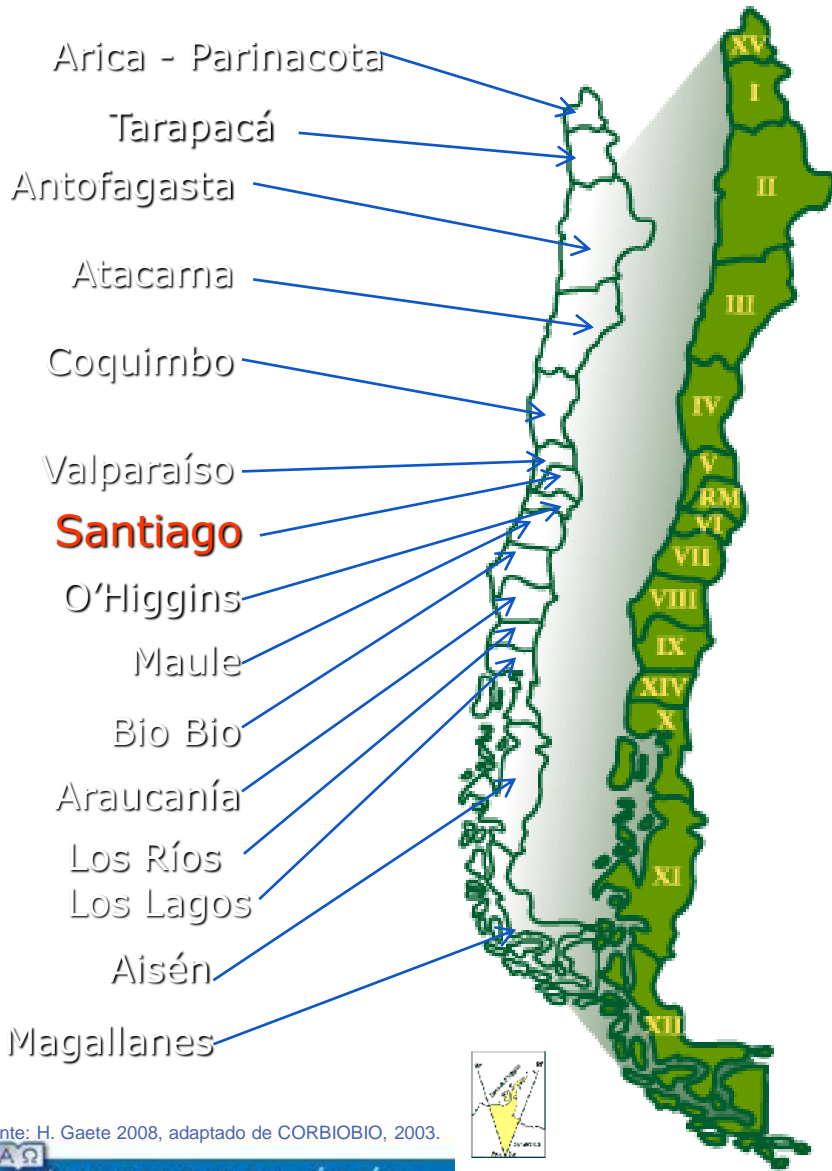 Arica - Parinacota
Tarapacá
Antofagasta
Atacama
Coquimbo
Valparaíso
Santiago
O'Higgins
Maule
Bio Bio
Araucanía
Los Ríos
Los Lagos
Aisén
Magallanes
XV
I
II
III
IV
V
RM
VI
VII
VIII
IX
XIV
X
XI
XII
nte: H. Gaete 2008, adaptado de CORBIOBIO, 2003.
A Ω